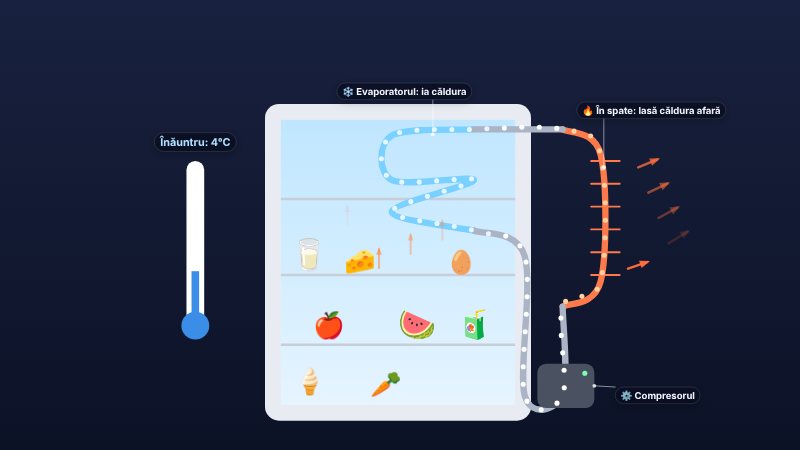 ❄️ Evaporatorul: ia căldura
🔥 În spate: lasă căldura afară
Înăuntru: 4°C
⚙️ Compresorul